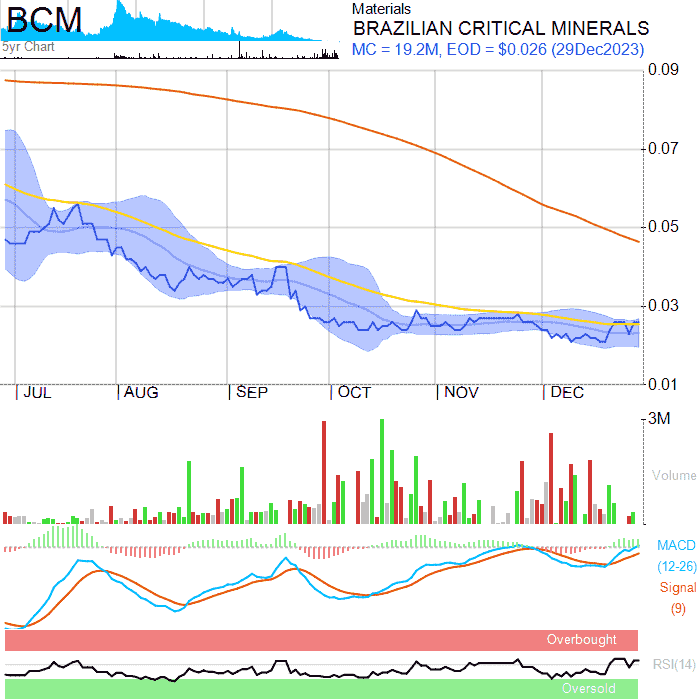 BCM
5yr Chart
Materials
BRAZILIAN CRITICAL MINERALS
MC = 19.2M, EOD = $0.026 (29Dec2023)
0.09
0.07
0.05
0.03
0.01
JUL AUG SEP OCT NOV DEC
3M
Volume
MACD
(12-26)
Signal
(9)
Overbought
RSI(14)
Oversold